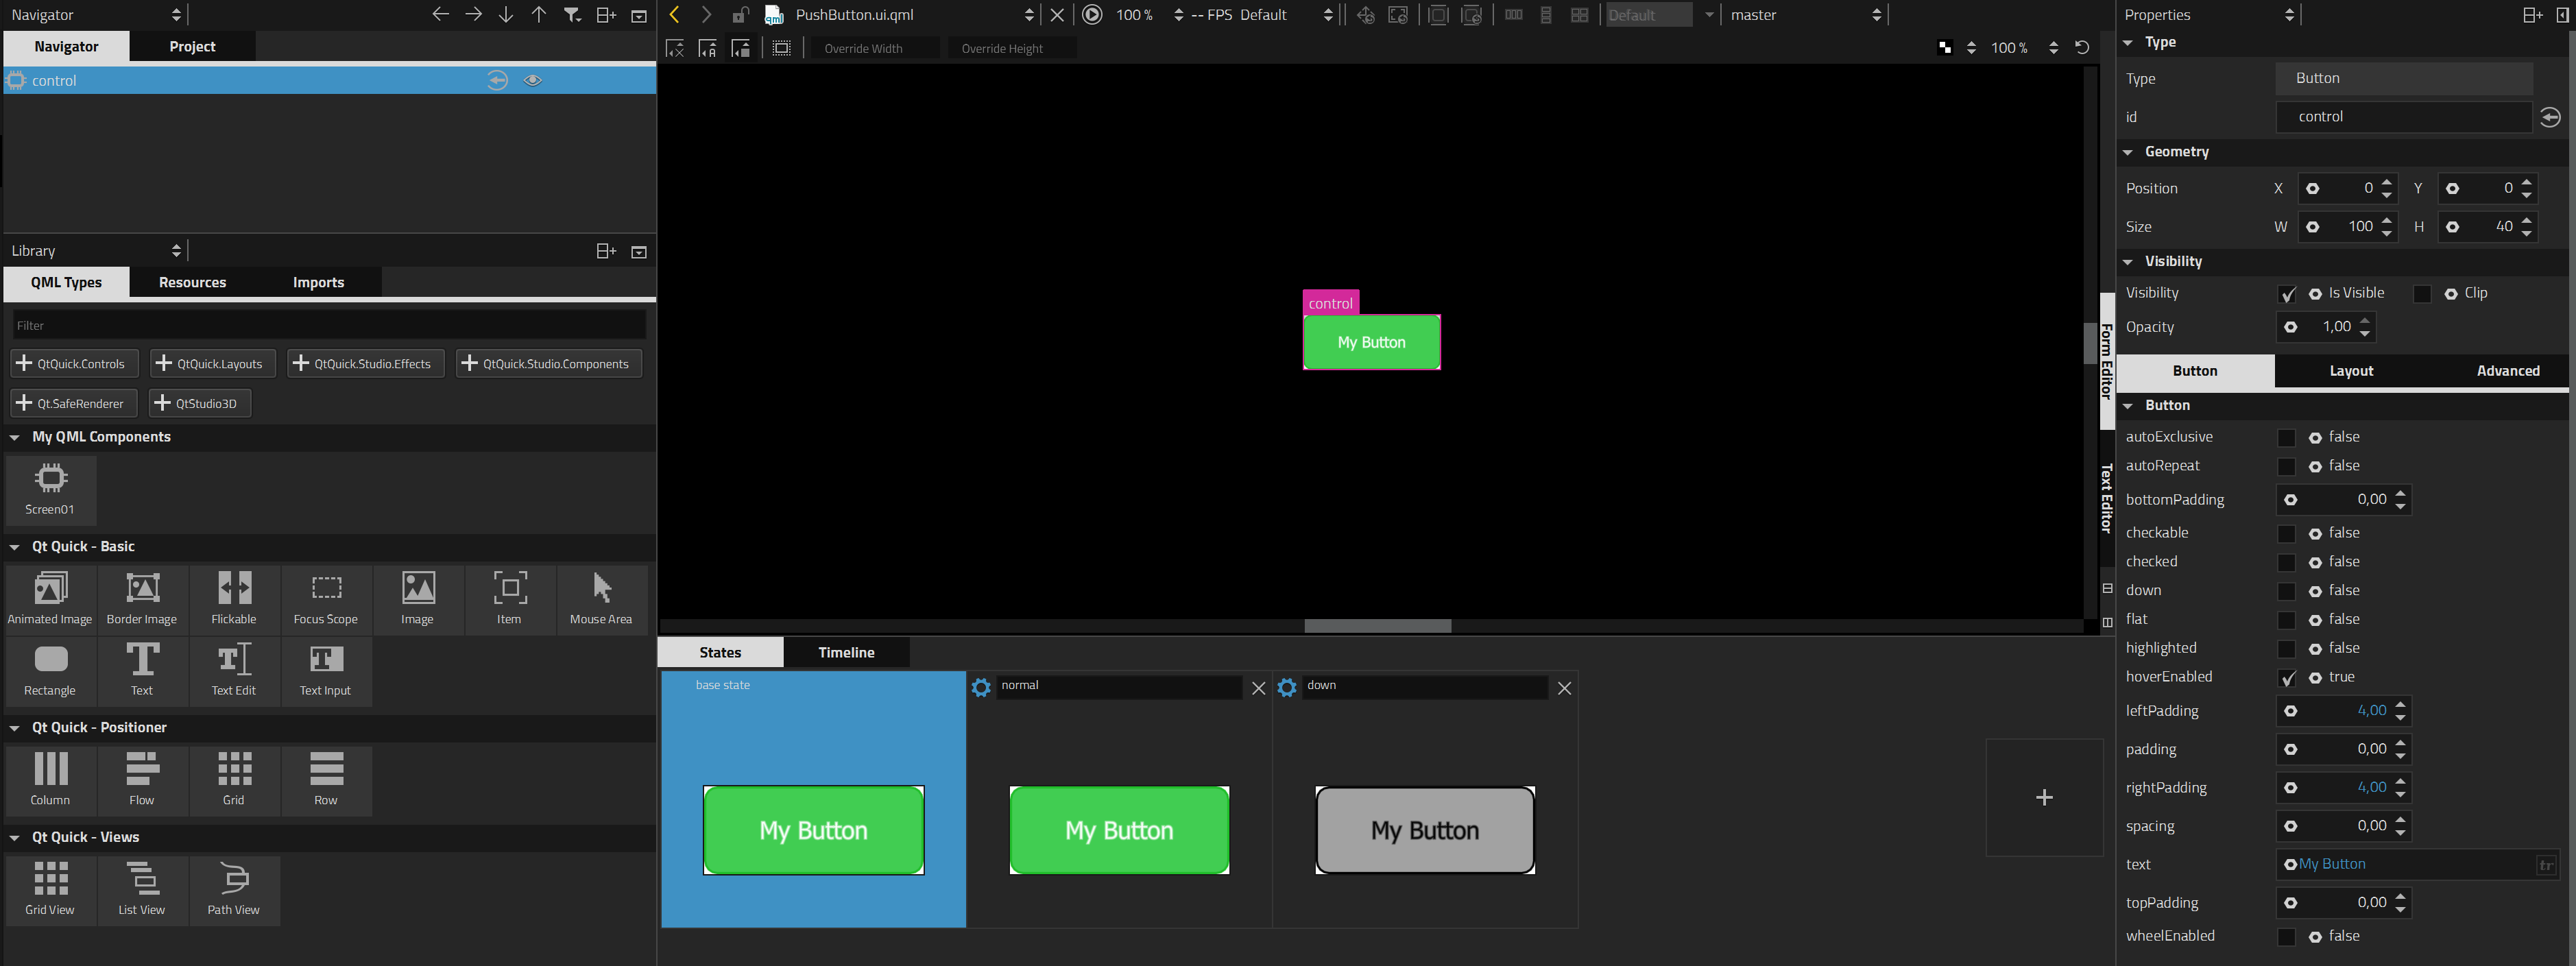 Navigator
PushButton.ui.qml
100 %
-- FPS
Default
Default
master
Properties
Navigator
Project
Override Width
Override Height
100 %
control
Library
QML Types
Resources
Imports
Filter
QtQuick.Controls
QtQuick.Layouts
QtQuick.Studio.Effects
QtQuick.Studio.Components
Qt.SafeRenderer
QtStudio3D
My QML Components
Screen01
Qt Quick - Basic
Animated Image
Border Image
Flickable
Focus Scope
Image
Item
Mouse Area
Rectangle
Text
Text Edit
Text Input
Qt Quick - Positioner
Column
Flow
Grid
Row
Qt Quick - Views
Grid View
List View
Path View
control
My Button
Form Editor
Text Editor
States
Timeline
base state
normal
down
My Button
My Button
My Button
Type
Type
Button
id
control
Geometry
Position
X
0
Y
0
Size
W
100
H
40
Visibility
Visibility
Is Visible
Clip
Opacity
1,00
Button
Layout
Advanced
Button
autoExclusive
false
autoRepeat
false
bottomPadding
0,00
checkable
false
checked
false
down
false
flat
false
highlighted
false
hoverEnabled
true
leftPadding
4,00
padding
0,00
rightPadding
4,00
spacing
0,00
text
My Button
tr
topPadding
0,00
wheelEnabled
false